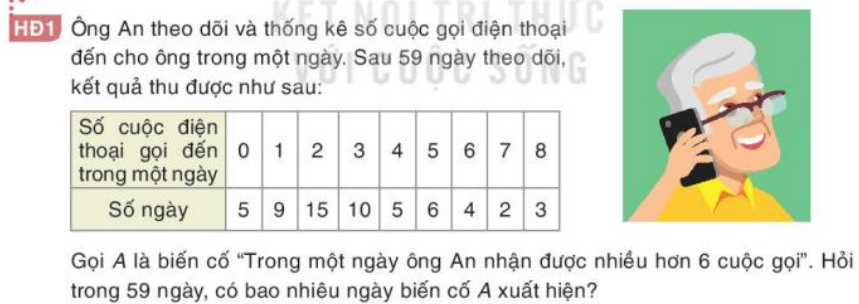 KẾT NỐI TRI THỨC
VỚI CUỘC SỐNG
HĐ1 Ông An theo dõi và thống kê số cuộc gọi điện thoại
đến cho ông trong một ngày. Sau 59 ngày theo dõi,
kết quả thu được như sau:
Số cuộc điện
thoại gọi đến 0 1 2 3 4 5 6 7 8
trong một ngày
Số ngày 5 9 15 10 5 6 4 2 3
Gọi A là biến cố “Trong một ngày ông An nhận được nhiều hơn 6 cuộc gọi”. Hỏi
trong 59 ngày, có bao nhiêu ngày biến cố A xuất hiện?